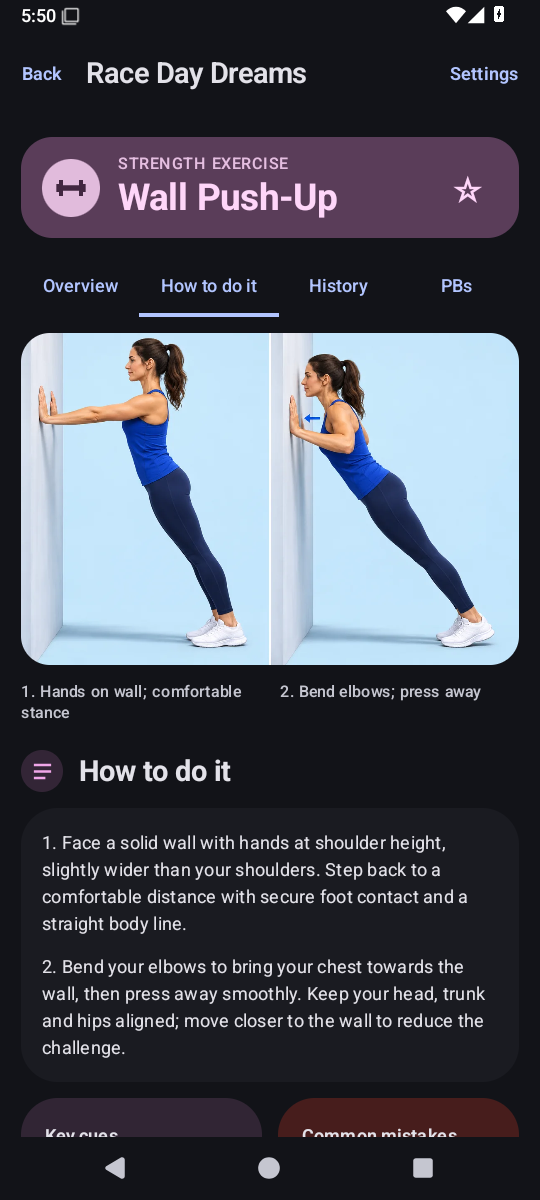 5:50
Back
Race Day Dreams
Settings
STRENGTH EXERCISE
Wall Push-Up
Overview
How to do it
History
PBs
1. Hands on wall; comfortable
stance
2. Bend elbows; press away
How to do it
1. Face a solid wall with hands at shoulder height,
slightly wider than your shoulders. Step back to a
comfortable distance with secure foot contact and a
straight body line.
2. Bend your elbows to bring your chest towards the
wall, then press away smoothly. Keep your head, trunk
and hips aligned; move closer to the wall to reduce the
challenge.
Key cues
Common mistakes